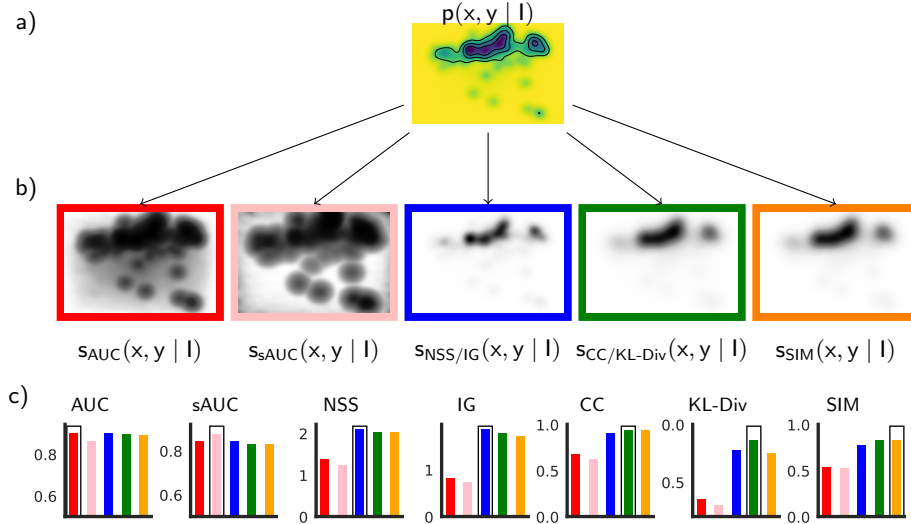 a)
p(x, y | I)
b)
s_AUC(x, y | I) s_sAUC(x, y | I) s_NSS/IG(x, y | I) s_CC/KL-Div(x, y | I) s_SIM(x, y | I)
c)
AUC sAUC NSS IG CC KL-Div SIM
0.8 0.6
0.8 0.6
2 1 0
1 0
1.0 0.5 0.0
0.0 0.5
1.0 0.5 0.0